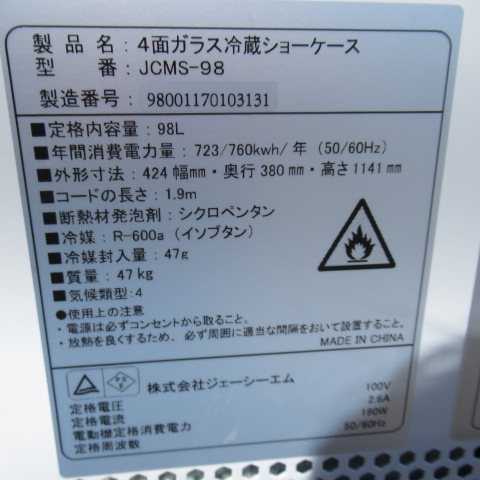 製品名：4面ガラス冷蔵ショーケース
型番：JCMS-98
製造番号：98001170103131
■定格内容量：98L
■年間消費電力量：723/760kwh/年（50/60Hz）
■外形寸法：424幅mm・奥行380mm・高さ1141mm
■コードの長さ：1.9m
■断熱材発泡剤：シクロペンタン
■冷媒：R-600a（イソブタン）
■冷媒封入量：47g
■質量：47kg
■気候類型：4
●使用上の注意
・電源は必ずコンセントから取ること。
・放熱を良くするため、必ず周囲に適当な間隔をおいて設置すること。
MADE IN CHINA
PSE 株式会社ジェーシーエム
定格電圧 100V
定格電流 2.6A
電動機定格消費電力 180W
定格周波数 50/60Hz